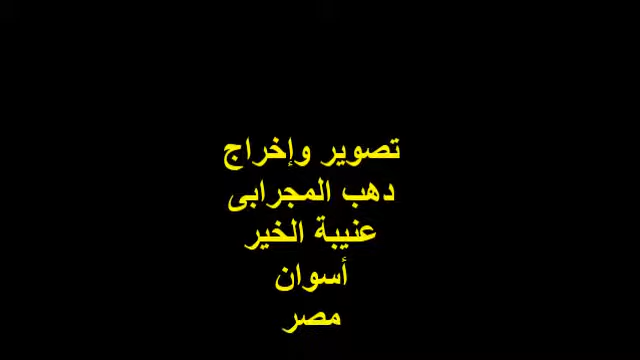 تصوير وإخراج
دهب المجرابى
عنيبة الخير
أسوان
مصر